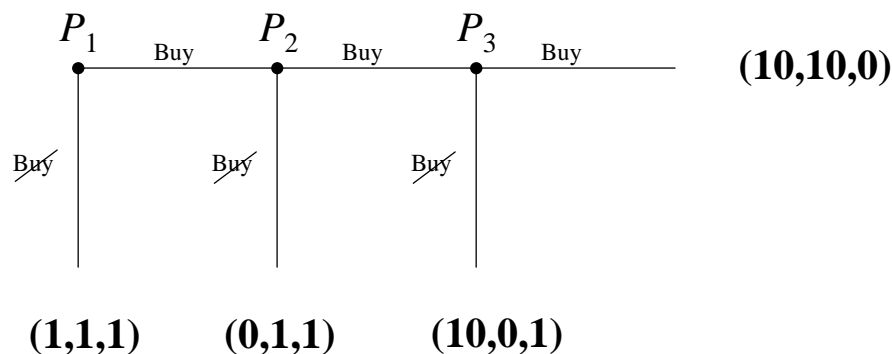 P1 P2 P3
Buy Buy Buy (10,10,0)
Buy Buy Buy
(1,1,1) (0,1,1) (10,0,1)